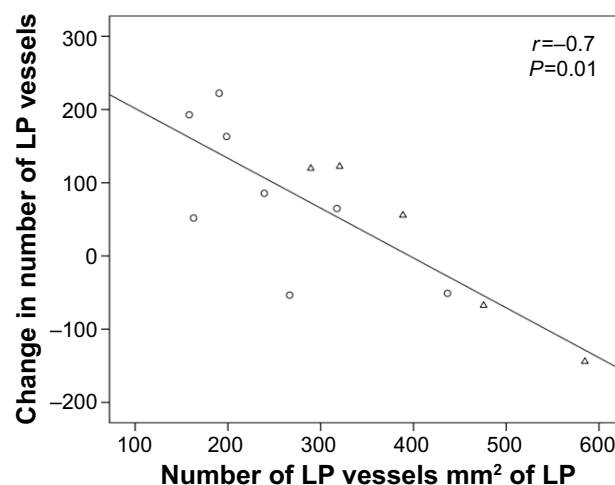 Change in number of LP vessels
300
200
100
0
–100
–200
r=–0.7
P=0.01
100 200 300 400 500 600
Number of LP vessels mm² of LP